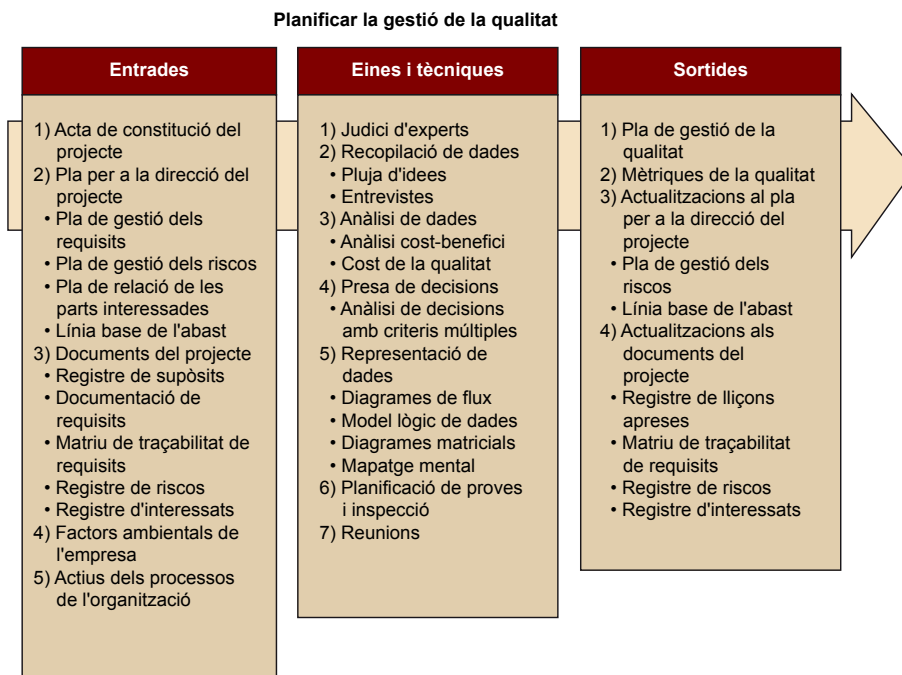 Planificar la gestió de la qualitat
Entrades
1) Acta de constitució del
projecte
2) Pla per a la direcció del
projecte
• Pla de gestió dels
requisits
• Pla de gestió dels riscos
• Pla de relació de les
parts interessades
• Línia base de l'abast
3) Documents del projecte
• Registre de supòsits
• Documentació de
requisits
• Matriu de traçabilitat de
requisits
• Registre de riscos
• Registre d'interessats
4) Factors ambientals de
l'empresa
5) Actius dels processos
de l'organització
Eines i tècniques
1) Judici d'experts
2) Recopilació de dades
• Pluja d'idees
• Entrevistes
3) Anàlisi de dades
• Anàlisi cost-benefici
• Cost de la qualitat
4) Presa de decisions
• Anàlisi de decisions
amb criteris múltiples
5) Representació de
dades
• Diagrames de flux
• Model lògic de dades
• Diagrames matricials
• Mapatge mental
6) Planificació de proves
i inspecció
7) Reunions
Sortides
1) Pla de gestió de la
qualitat
2) Mètriques de la qualitat
3) Actualitzacions al pla
per a la direcció del
projecte
• Pla de gestió dels
riscos
• Línia base de l'abast
4) Actualitzacions als
documents del
projecte
• Registre de lliçons
apreses
• Matriu de traçabilitat
de requisits
• Registre de riscos
• Registre d'interessats